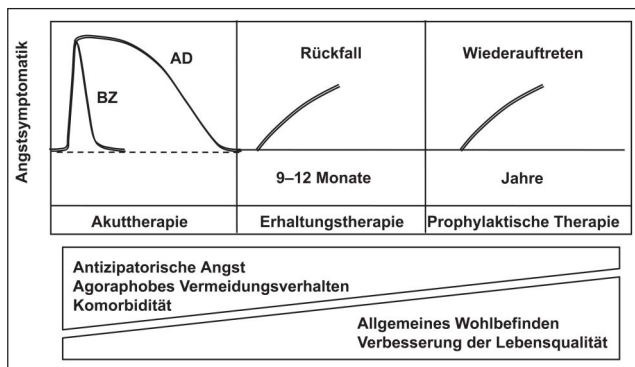 Angstsymptomatik
BZ
AD
Rückfall
Wiederauftreten
9–12 Monate
Jahre
Akuttherapie
Erhaltungstherapie
Prophylaktische Therapie
Antizipatorische Angst
Agoraphobes Vermeidungsverhalten
Komorbidität
Allgemeines Wohlbefinden
Verbesserung der Lebensqualität